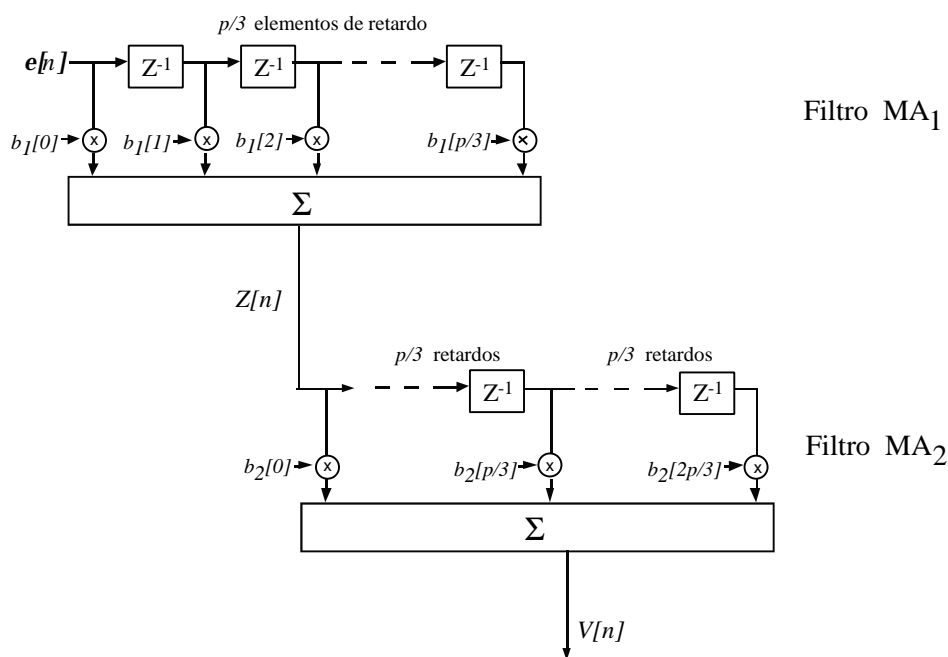 p/3 elementos de retardo
e[n] Z-1 Z-1 Z-1
Filtro MA1
b1[0] x b1[1] x b1[2] x b1[p/3] x
Σ
Z[n]
p/3 retardos p/3 retardos
Z-1 Z-1
Filtro MA2
b2[0] x b2[p/3] x b2[2p/3] x
Σ
V[n]